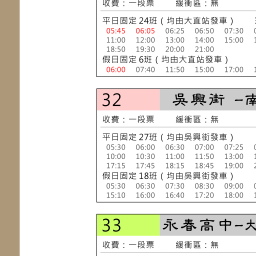 收費：一段票 緩衝區：無
平日固定24班（均由大直站發車）
05:45 06:05 06:25 06:50 07:30
11:00 12:00 13:00 14:00 15:00
18:50 19:30 20:00 21:00
假日固定6班（均由大直站發車）
06:00 07:40 11:50 15:00 17:00
32 吳興街 –
收費：一段票 緩衝區：無
平日固定27班（均由吳興街發車）
05:30 06:00 06:30 07:00 07:25
10:00 10:30 11:00 11:50 13:00
17:15 17:45 18:15 18:45 19:00
假日固定18班（均由吳興街發車）
05:30 06:30 07:30 08:30 09:00
15:10 16:00 16:40 17:20 18:00
33 永春高中–大
收費：一段票 緩衝區：無